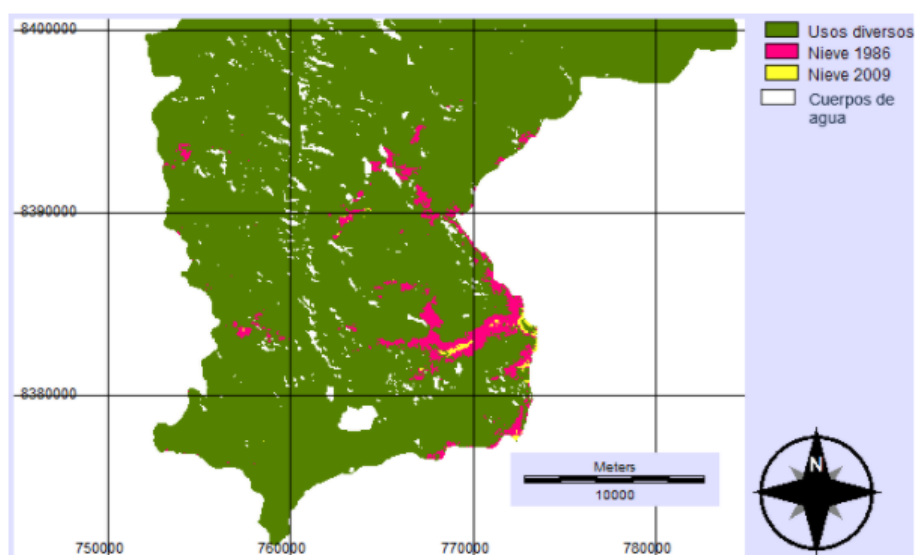 8400000
8390000
8380000
750000
760000
770000
780000
Usos diversos
Nieve 1986
Nieve 2009
Cuerpos de
agua
Meters
10000
N